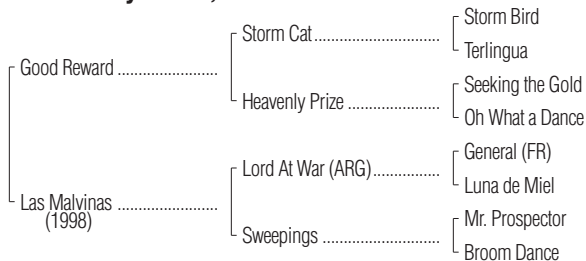 Storm Bird
Storm Cat
Terlingua
Good Reward
Seeking the Gold
Heavenly Prize
Oh What a Dance
General (FR)
Lord At War (ARG)
Luna de Miel
Las Malvinas
(1998)
Mr. Prospector
Sweepings
Broom Dance